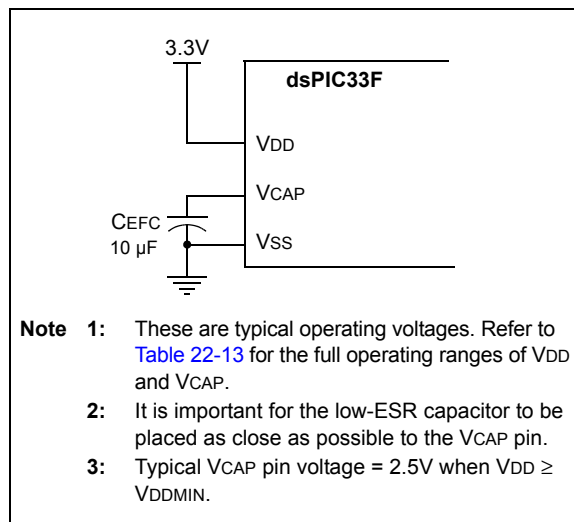 3.3V
dsPIC33F
VDD
VCAP
CEFC
10 µF
VSS
Note 1: These are typical operating voltages. Refer to
Table 22-13 for the full operating ranges of VDD
and VCAP.
2: It is important for the low-ESR capacitor to be
placed as close as possible to the VCAP pin.
3: Typical VCAP pin voltage = 2.5V when VDD ≥
VDDMIN.